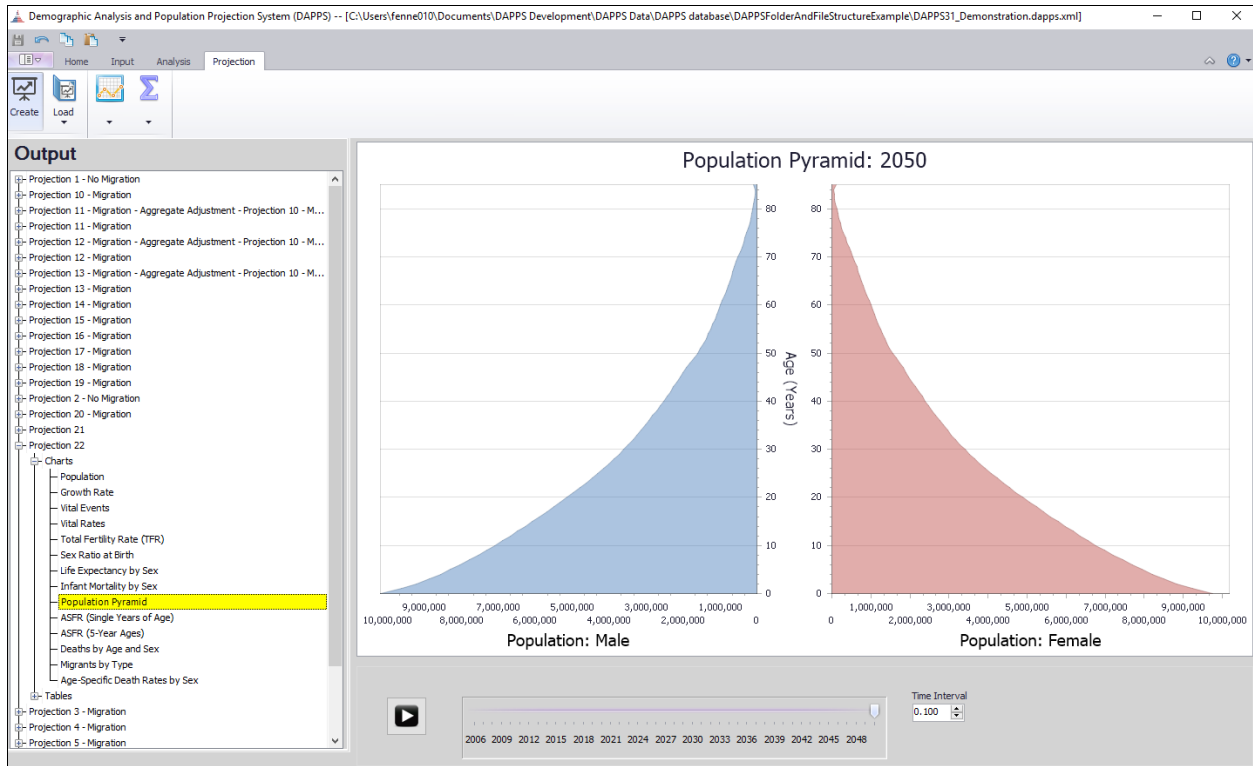 Demographic Analysis and Population Projection System (DAPPS) -- [C:\Users\fenne010\Documents\DAPPS Development\DAPPS Data\DAPPS database\DAPPSFolderAndFileStructureExample\DAPPS31_Demonstration.dapps.xml]
Home Input Analysis Projection
Create Load
Output
Projection 1 - No Migration
Projection 10 - Migration
Projection 11 - Migration - Aggregate Adjustment - Projection 10 - M...
Projection 11 - Migration
Projection 12 - Migration - Aggregate Adjustment - Projection 10 - M...
Projection 12 - Migration
Projection 13 - Migration - Aggregate Adjustment - Projection 10 - M...
Projection 13 - Migration
Projection 14 - Migration
Projection 15 - Migration
Projection 16 - Migration
Projection 17 - Migration
Projection 18 - Migration
Projection 19 - Migration
Projection 2 - No Migration
Projection 20 - Migration
Projection 21
Projection 22
Charts
Population
Growth Rate
Vital Events
Vital Rates
Total Fertility Rate (TFR)
Sex Ratio at Birth
Life Expectancy by Sex
Infant Mortality by Sex
Population Pyramid
ASFR (Single Years of Age)
ASFR (5-Year Ages)
Deaths by Age and Sex
Migrants by Type
Age-Specific Death Rates by Sex
Tables
Projection 3 - Migration
Projection 4 - Migration
Projection 5 - Migration
Population Pyramid: 2050
80 80
70 70
60 60
50 50
Age (Years)
40 40
30 30
20 20
10 10
0 0
9,000,000 7,000,000 5,000,000 3,000,000 1,000,000 1,000,000 3,000,000 5,000,000 7,000,000 9,000,000
10,000,000 8,000,000 6,000,000 4,000,000 2,000,000 0 0 2,000,000 4,000,000 6,000,000 8,000,000 10,000,000
Population: Male Population: Female
Time Interval
0.100
2006 2009 2012 2015 2018 2021 2024 2027 2030 2033 2036 2039 2042 2045 2048